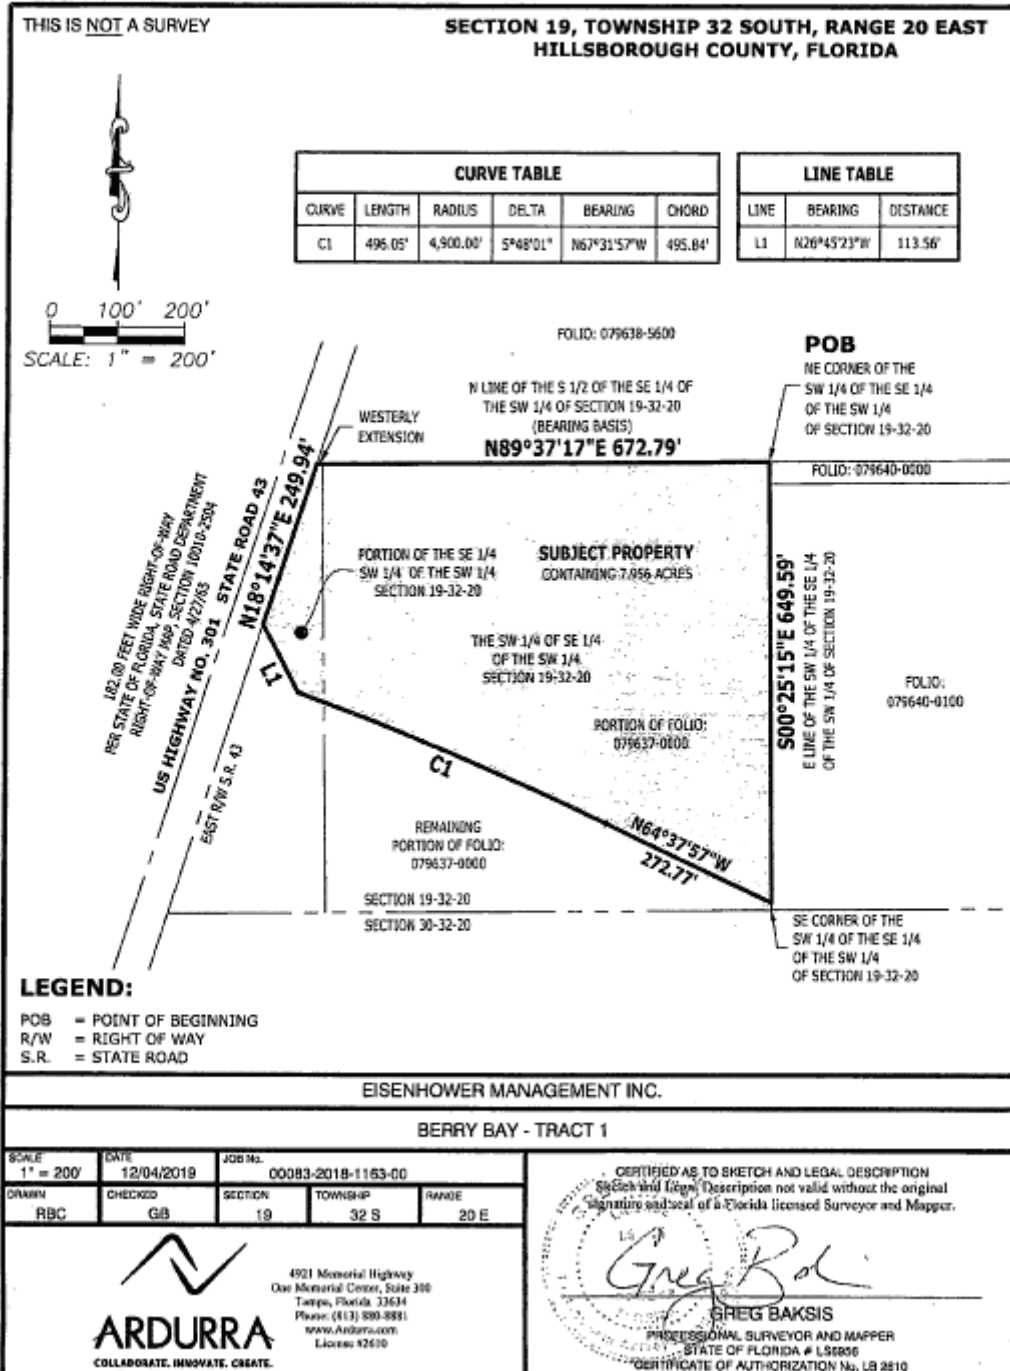 THIS IS NOT A SURVEY
SECTION 19, TOWNSHIP 32 SOUTH, RANGE 20 EAST
HILLSBOROUGH COUNTY, FLORIDA
CURVE TABLE
CURVE LENGTH RADIUS DELTA BEARING CHORD
C1 496.05' 4,900.00' 5°48'01" N67°31'57"W 495.84'
LINE TABLE
LINE BEARING DISTANCE
L1 N26°45'23"W 113.56'
0 100' 200'
SCALE: 1" = 200'
FOLIO: 079638-5600
POB
NE CORNER OF THE
SW 1/4 OF THE SE 1/4
OF THE SW 1/4
OF SECTION 19-32-20
N LINE OF THE S 1/2 OF THE SE 1/4 OF
THE SW 1/4 OF SECTION 19-32-20
(BEARING BASIS)
N89°37'17"E 672.79'
WESTERLY
EXTENSION
FOLIO: 079640-0000
182.00 FEET WIDE RIGHT-OF-WAY
PER STATE OF FLORIDA, STATE ROAD DEPARTMENT
RIGHT-OF-WAY MAP, SECTION 10010-2504
DATED 4/27/63
US HIGHWAY NO. 301 STATE ROAD 43
N18°14'37"E 249.94'
EAST R/W S.R. 43
PORTION OF THE SE 1/4
SW 1/4 OF THE SW 1/4
SECTION 19-32-20
SUBJECT PROPERTY
CONTAINING 7.956 ACRES
THE SW 1/4 OF SE 1/4
OF THE SW 1/4
SECTION 19-32-20
PORTION OF FOLIO:
079637-0000
S00°25'15"E 649.59'
E LINE OF THE SW 1/4 OF THE SE 1/4
OF THE SW 1/4 OF SECTION 19-32-20
FOLIO:
079640-0100
L1
C1
N64°37'57"W
272.77'
REMAINING
PORTION OF FOLIO:
079637-0000
SECTION 19-32-20
SECTION 30-32-20
SE CORNER OF THE
SW 1/4 OF THE SE 1/4
OF THE SW 1/4
OF SECTION 19-32-20
LEGEND:
POB = POINT OF BEGINNING
R/W = RIGHT OF WAY
S.R. = STATE ROAD
EISENHOWER MANAGEMENT INC.
BERRY BAY - TRACT 1
SCALE DATE JOB No.
1" = 200' 12/04/2019 00083-2018-1163-00
DRAWN CHECKED SECTION TOWNSHIP RANGE
RBC GB 19 32 S 20 E
4921 Memorial Highway
One Memorial Center, Suite 300
Tampa, Florida 33634
Phone: (813) 880-8881
www.Ardurra.com
License #2610
ARDURRA
COLLABORATE. INNOVATE. CREATE.
CERTIFIED AS TO SKETCH AND LEGAL DESCRIPTION
Sketch and Legal Description not valid without the original
signature and seal of a Florida licensed Surveyor and Mapper.
GREG BAKSIS
PROFESSIONAL SURVEYOR AND MAPPER
STATE OF FLORIDA # LS6956
CERTIFICATE OF AUTHORIZATION No. LB 2610